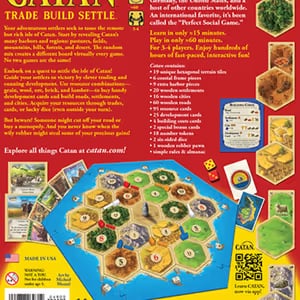 CATAN
TRADE BUILD SETTLE.
Your adventurous settlers seek to tame the remote
but rich isle of Catan. Start by revealing Catan's
many harbors and regions: pastures, fields,
mountains, hills, forests, and desert. The random
mix creates a different board virtually every game.
No two games are the same!
Embark on a quest to settle the isle of Catan!
Guide your settlers to victory by clever trading and
cunning development. Use resource combinations—
grain, wool, ore, brick, and lumber—to buy handy
development cards and build roads, settlements,
and cities. Acquire your resources through trades,
cards, or lucky dice (even outside your turn).
But beware! Someone might cut off your road or
buy a monopoly. And you never know when the
wily robber might steal some of your precious gains!
Explore all things Catan at catan.com!
Germany, the United States, and a
host of other countries worldwide.
An international favorite, it's been
called the "Perfect Social Game."
3-4
Learn in only ~15 minutes.
Play in only ~60 minutes.
For 3-4 players. Enjoy hundreds of
hours of fast-paced, interactive fun!
Catan contains:
• 19 unique hexagonal terrain tiles
• 6 coastal frame pieces
• 9 extra harbor pieces
• 20 wooden settlements
• 16 wooden cities
• 60 wooden roads
• 95 resource cards
• 25 development cards
• 4 building costs cards
• 2 special bonus cards
• 18 number tokens
• 2 six-sided dice
• 1 wooden robber pawn
• simple rules & almanac
MADE IN USA
WARNING:
CATAN
Learn CATAN,
now via app!